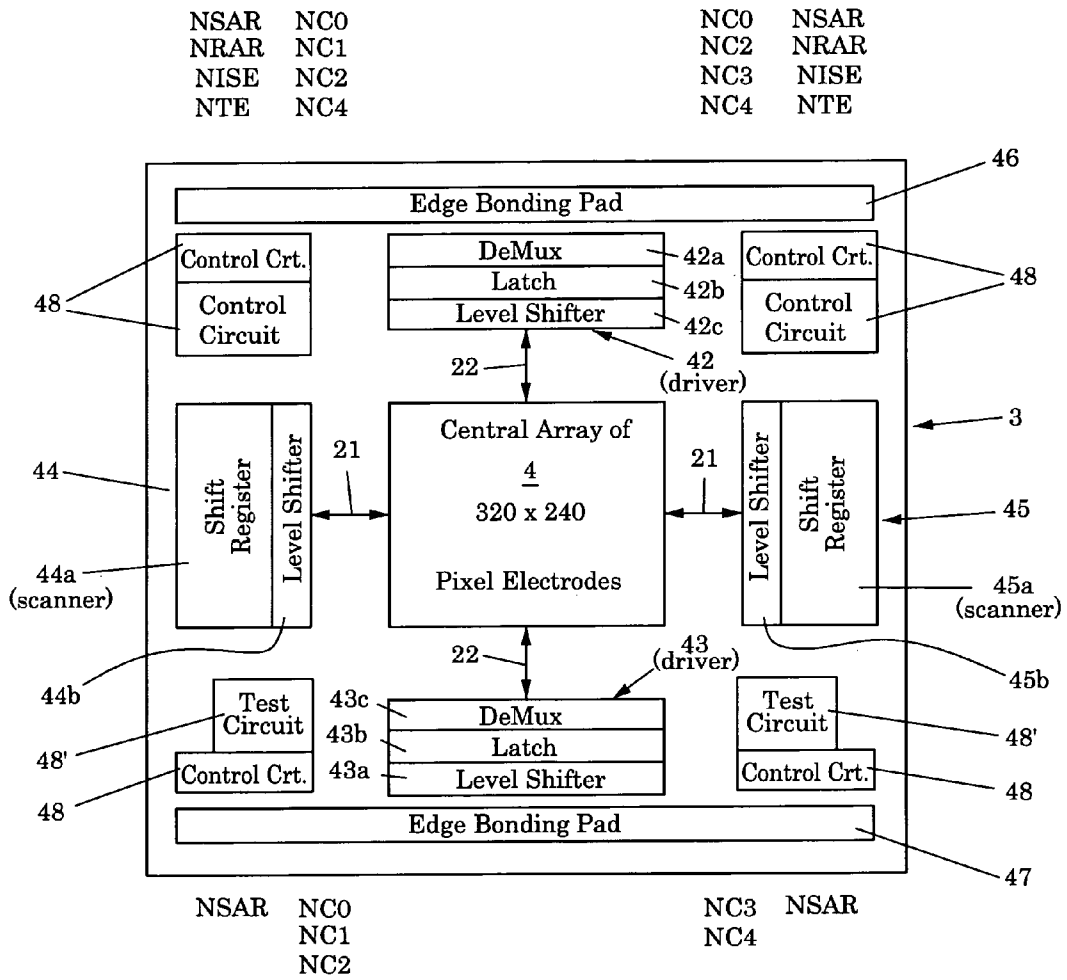 NSAR NC0 NC0 NSAR
NRAR NC1 NC2 NRAR
NISE NC2 NC3 NISE
NTE NC4 NC4 NTE
46
Edge Bonding Pad
Control Crt.
DeMux
42a
Control Crt.
48
Latch
42b
48
Control
Circuit
Level Shifter
42c
Control
Circuit
22
42
(driver)
3
44
Shift
Register
Level Shifter
21
Central Array of
4
320 x 240
Pixel Electrodes
21
Level Shifter
Shift
Register
45
44a
(scanner)
45a
(scanner)
22
43
(driver)
44b
45b
Test
Circuit
43c
DeMux
Test
Circuit
48'
43b
Latch
48'
Control Crt.
43a
Level Shifter
Control Crt.
48
48
Edge Bonding Pad
47
NSAR NC0 NC3 NSAR
NC1 NC4
NC2